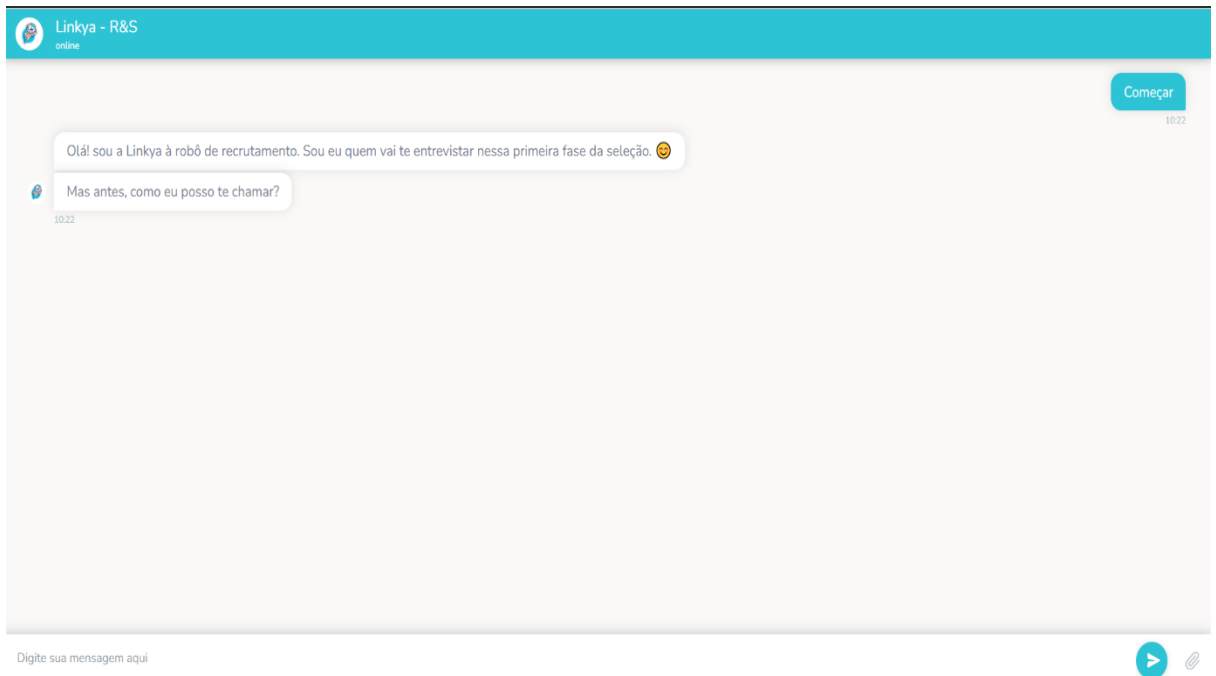 Linkya - R&S
online
Começar
10:22
Olá! sou a Linkya à robô de recrutamento. Sou eu quem vai te entrevistar nessa primeira fase da seleção. 😊
Mas antes, como eu posso te chamar?
10:22
Digite sua mensagem aqui